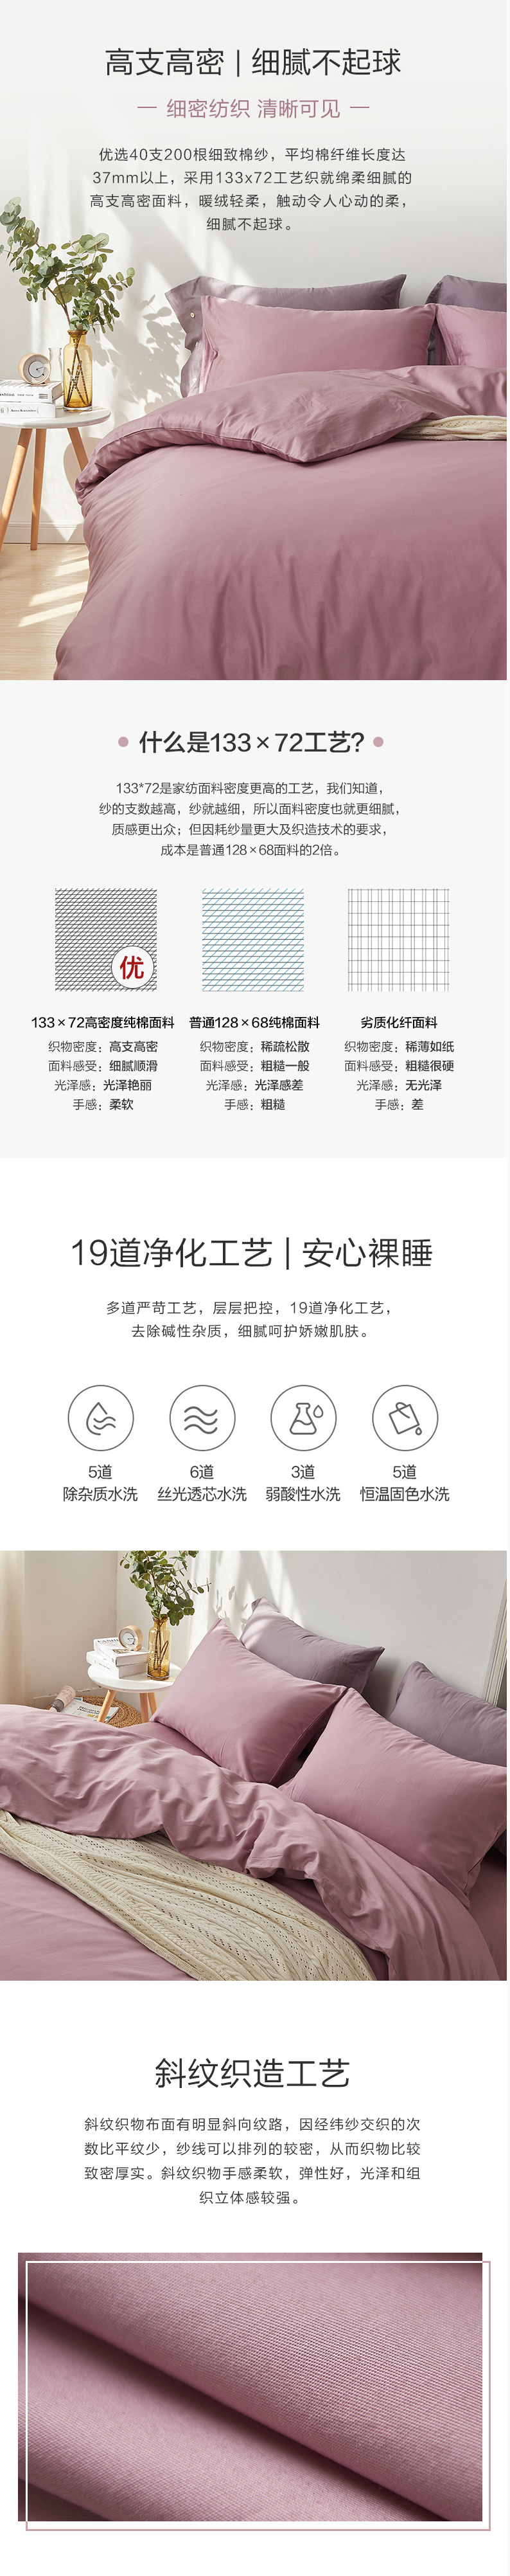 高支高密 | 细腻不起球
一 细密纺织 清晰可见 一
优选40支200根细致棉纱，平均棉纤维长度达
37mm以上，采用133x72工艺织就绵柔细腻的
高支高密面料，暖绒轻柔，触动令人心动的柔，
细腻不起球。
什么是133×72工艺?
133*72是家纺面料密度更高的工艺，我们知道，
纱的支数越高，纱就越细，所以面料密度也就更细腻，
质感更出众；但因耗纱量更大及织造技术的要求，
成本是普通128×68面料的2倍。
优
133×72高密度纯棉面料 普通128×68纯棉面料 劣质化纤面料
织物密度：高支高密 织物密度：稀疏松散 织物密度：稀薄如纸
面料感受：细腻顺滑 面料感受：粗糙一般 面料感受：粗糙很硬
光泽感：光泽艳丽 光泽感：光泽感差 光泽感：无光泽
手感：柔软 手感：粗糙 手感：差
19道净化工艺 | 安心裸睡
多道严苛工艺，层层把控，19道净化工艺，
去除碱性杂质，细腻呵护娇嫩肌肤。
5道 6道 3道 5道
除杂质水洗 丝光透芯水洗 弱酸性水洗 恒温固色水洗
斜纹织造工艺
斜纹织物布面有明显斜向纹路，因经纬纱交织的次
数比平纹少，纱线可以排列的较密，从而织物比较
致密厚实。斜纹织物手感柔软，弹性好，光泽和组
织立体感较强。